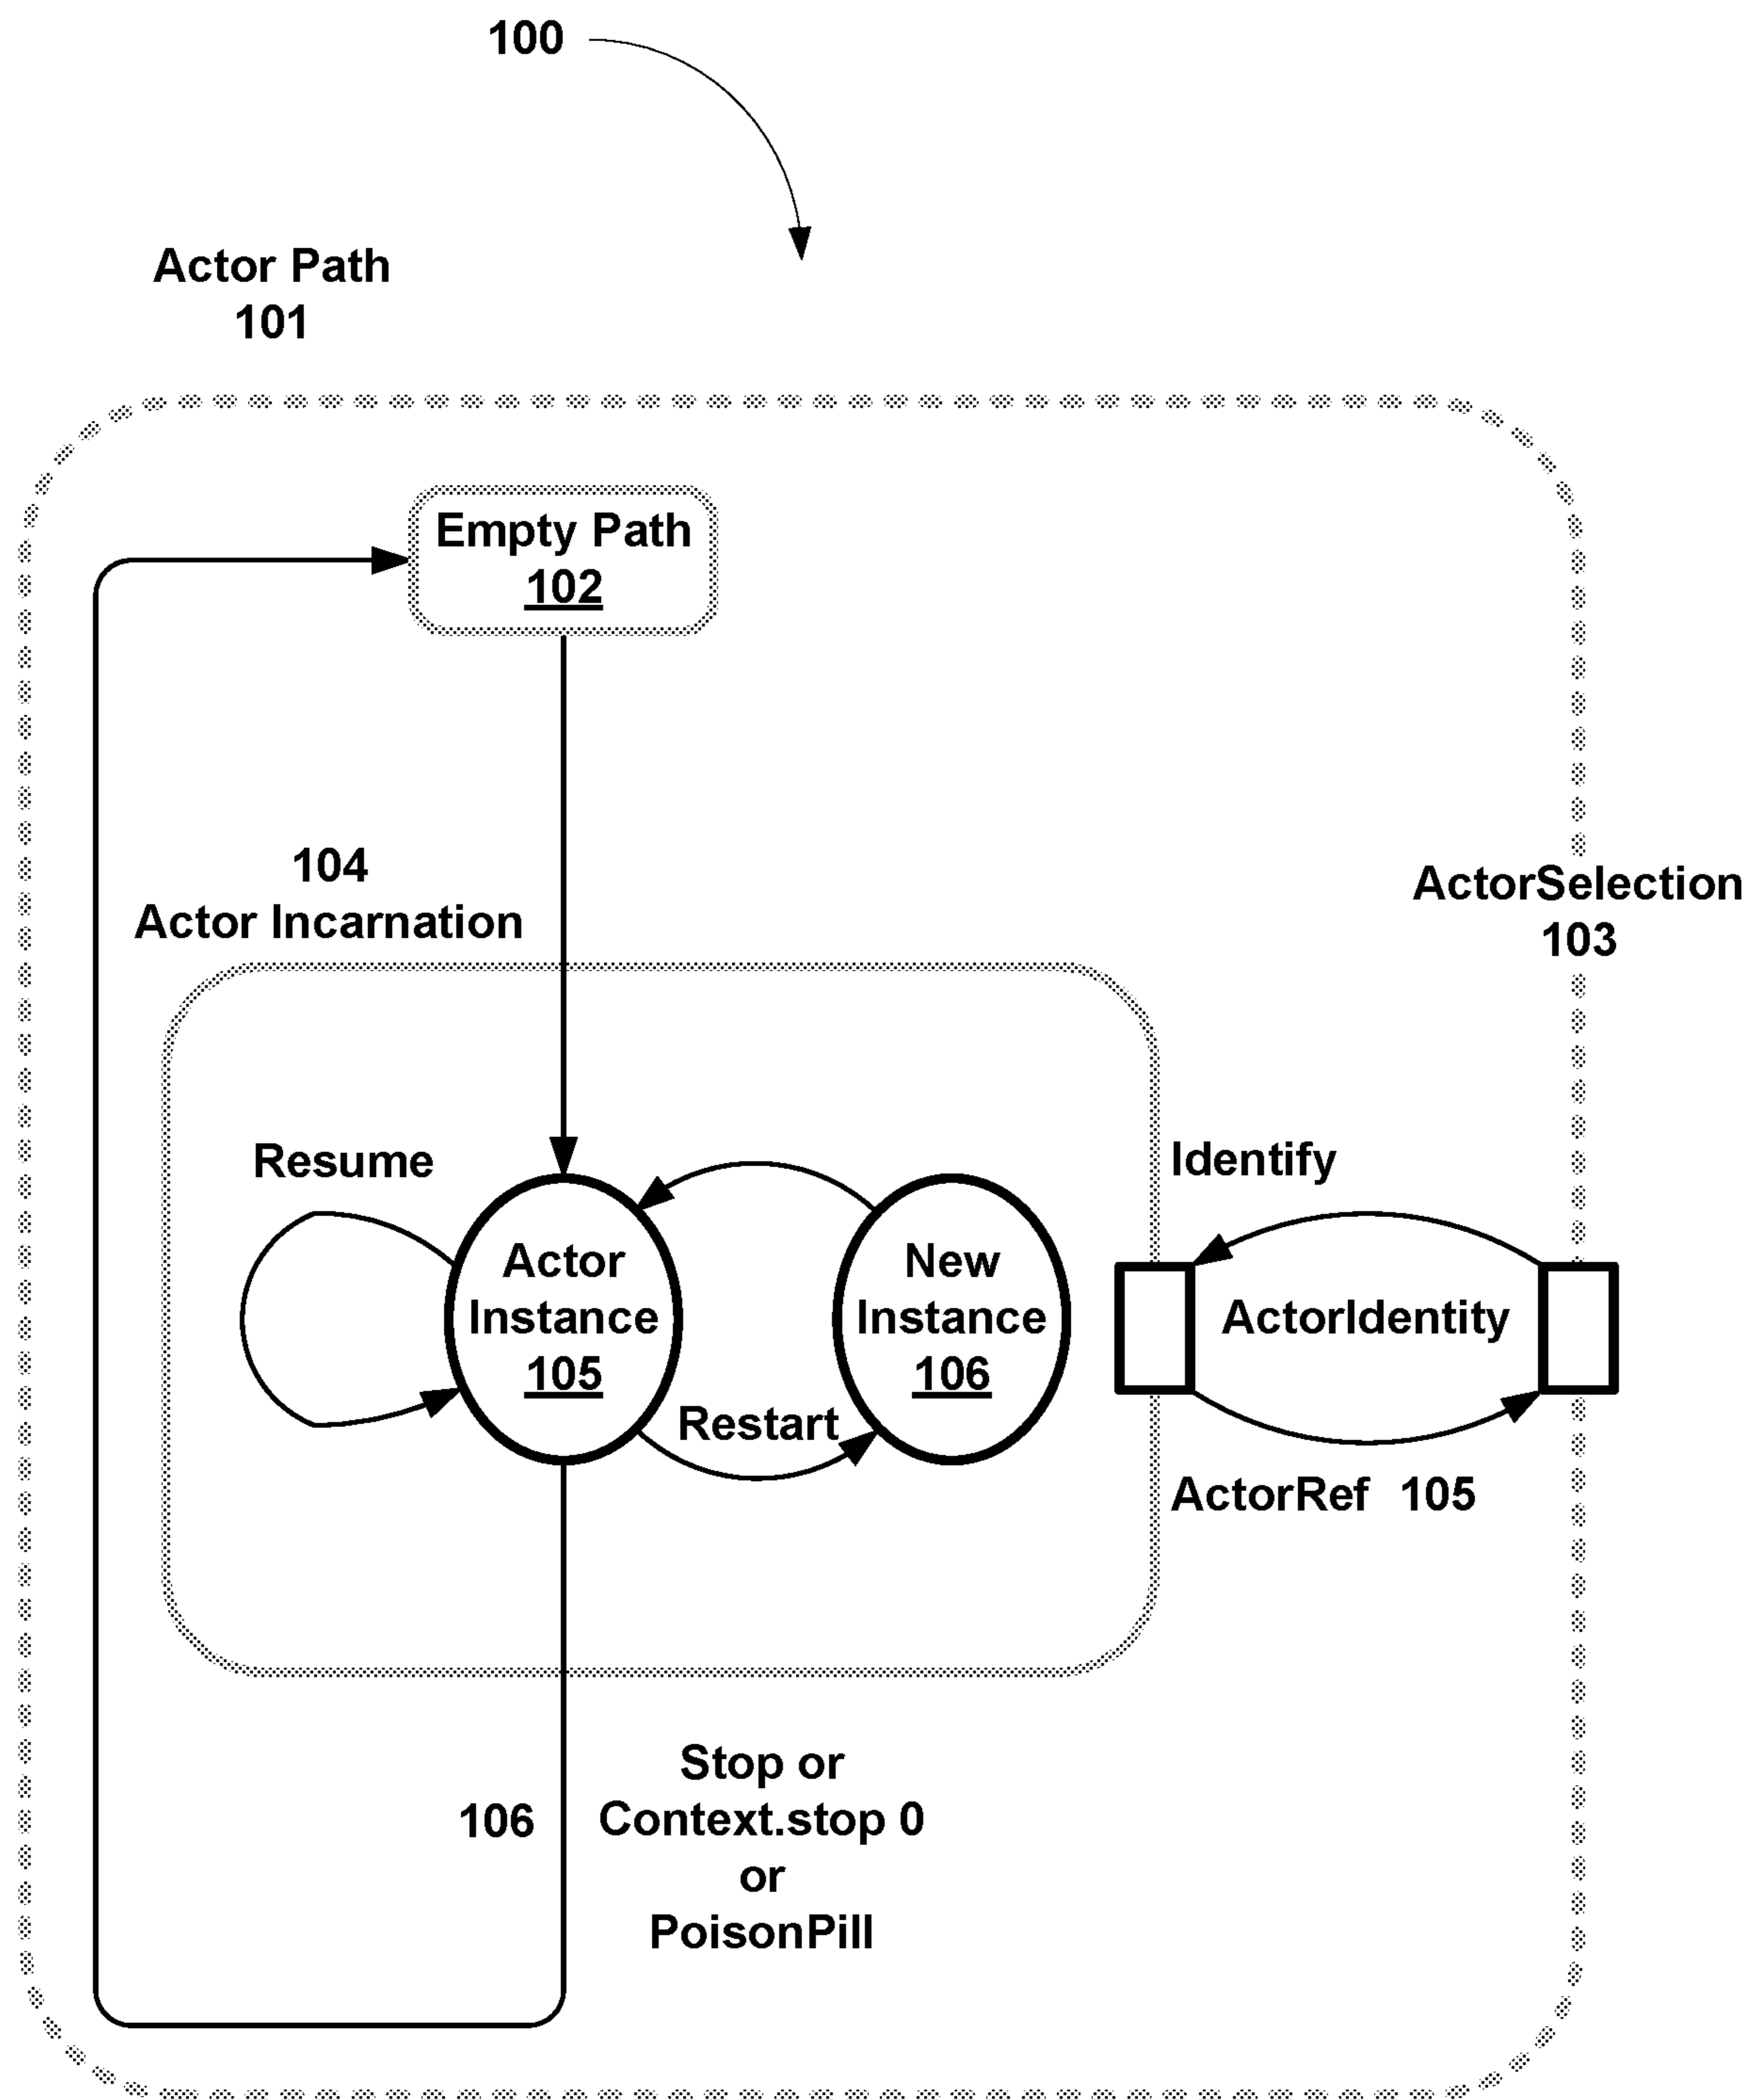 100
Actor Path
101
Empty Path
102
104
Actor Incarnation
ActorSelection
103
Resume
Identify
Actor
Instance
105
New
Instance
106
ActorIdentity
Restart
ActorRef 105
106
Stop or
Context.stop 0
or
PoisonPill